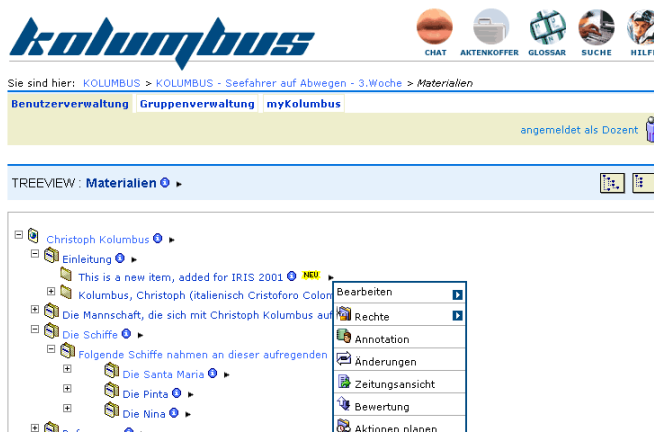 kolumbus
CHAT AKTENKOFFER GLOSSAR SUCHE HILF
Sie sind hier: KOLUMBUS > KOLUMBUS - Seefahrer auf Abwegen - 3.Woche > Materialien
Benutzerverwaltung Gruppenverwaltung myKolumbus
angemeldet als Dozent
TREEVIEW : Materialien
Christoph Kolumbus
Einleitung
This is a new item, added for IRIS 2001 NEU
Kolumbus, Christoph (italienisch Cristoforo Colon
Die Mannschaft, die sich mit Christoph Kolumbus auf
Die Schiffe
Folgende Schiffe nahmen an dieser aufregenden
Die Santa Maria
Die Pinta
Die Nina
Bearbeiten
Rechte
Annotation
Änderungen
Zeitungsansicht
Bewertung
Aktionen planen